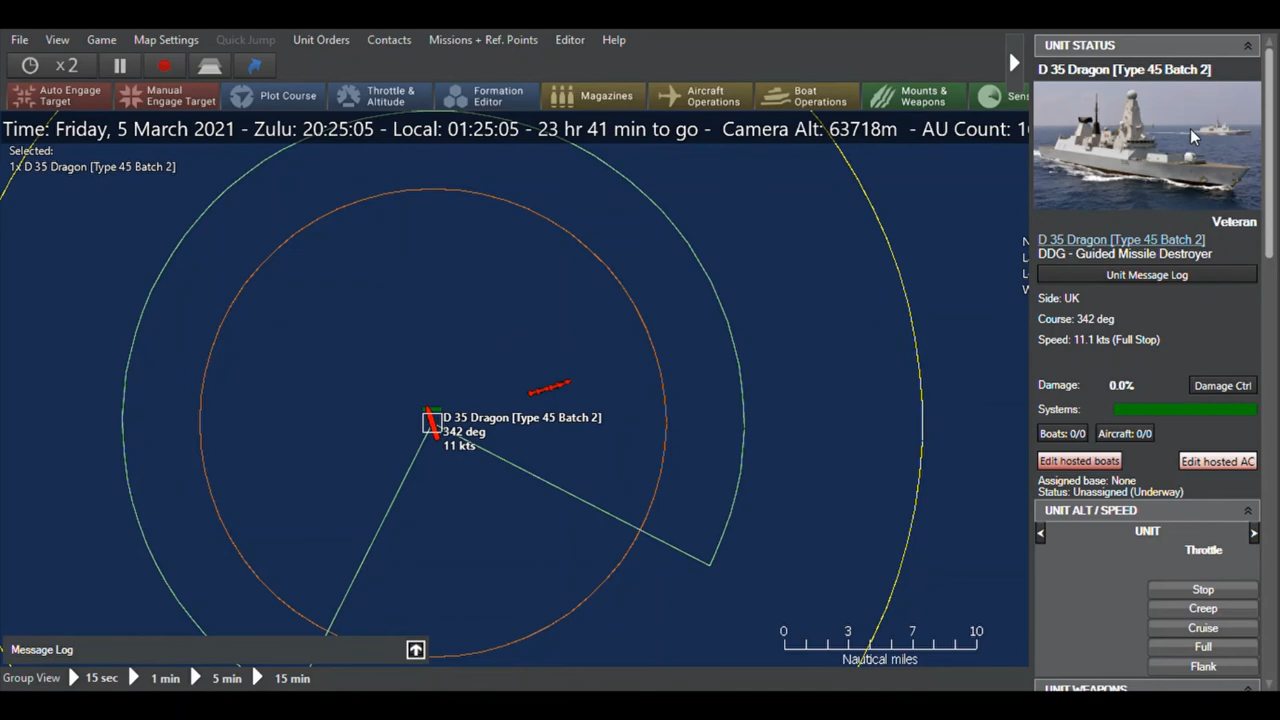 File View Game Map Settings Quick Jump Unit Orders Contacts Missions + Ref. Points Editor Help
x 2
Auto Engage Target
Manual Engage Target
Plot Course
Throttle & Altitude
Formation Editor
Magazines
Aircraft Operations
Boat Operations
Mounts & Weapons
Time: Friday, 5 March 2021 - Zulu: 20:25:05 - Local: 01:25:05 - 23 hr 41 min to go - Camera Alt: 63718m - AU Count:
Selected:
1x D 35 Dragon [Type 45 Batch 2]
D 35 Dragon [Type 45 Batch 2]
342 deg
11 kts
0 3 7 10
Nautical miles
Message Log
Group View 15 sec 1 min 5 min 15 min
UNIT STATUS
D 35 Dragon [Type 45 Batch 2]
Veteran
D 35 Dragon [Type 45 Batch 2]
DDG - Guided Missile Destroyer
Unit Message Log
Side: UK
Course: 342 deg
Speed: 11.1 kts (Full Stop)
Damage: 0.0% Damage Ctrl
Systems:
Boats: 0/0 Aircraft: 0/0
Edit hosted boats Edit hosted AC
Assigned base: None
Status: Unassigned (Underway)
UNIT ALT / SPEED
UNIT
Throttle
Stop
Creep
Cruise
Full
Flank
UNIT WEAPONS